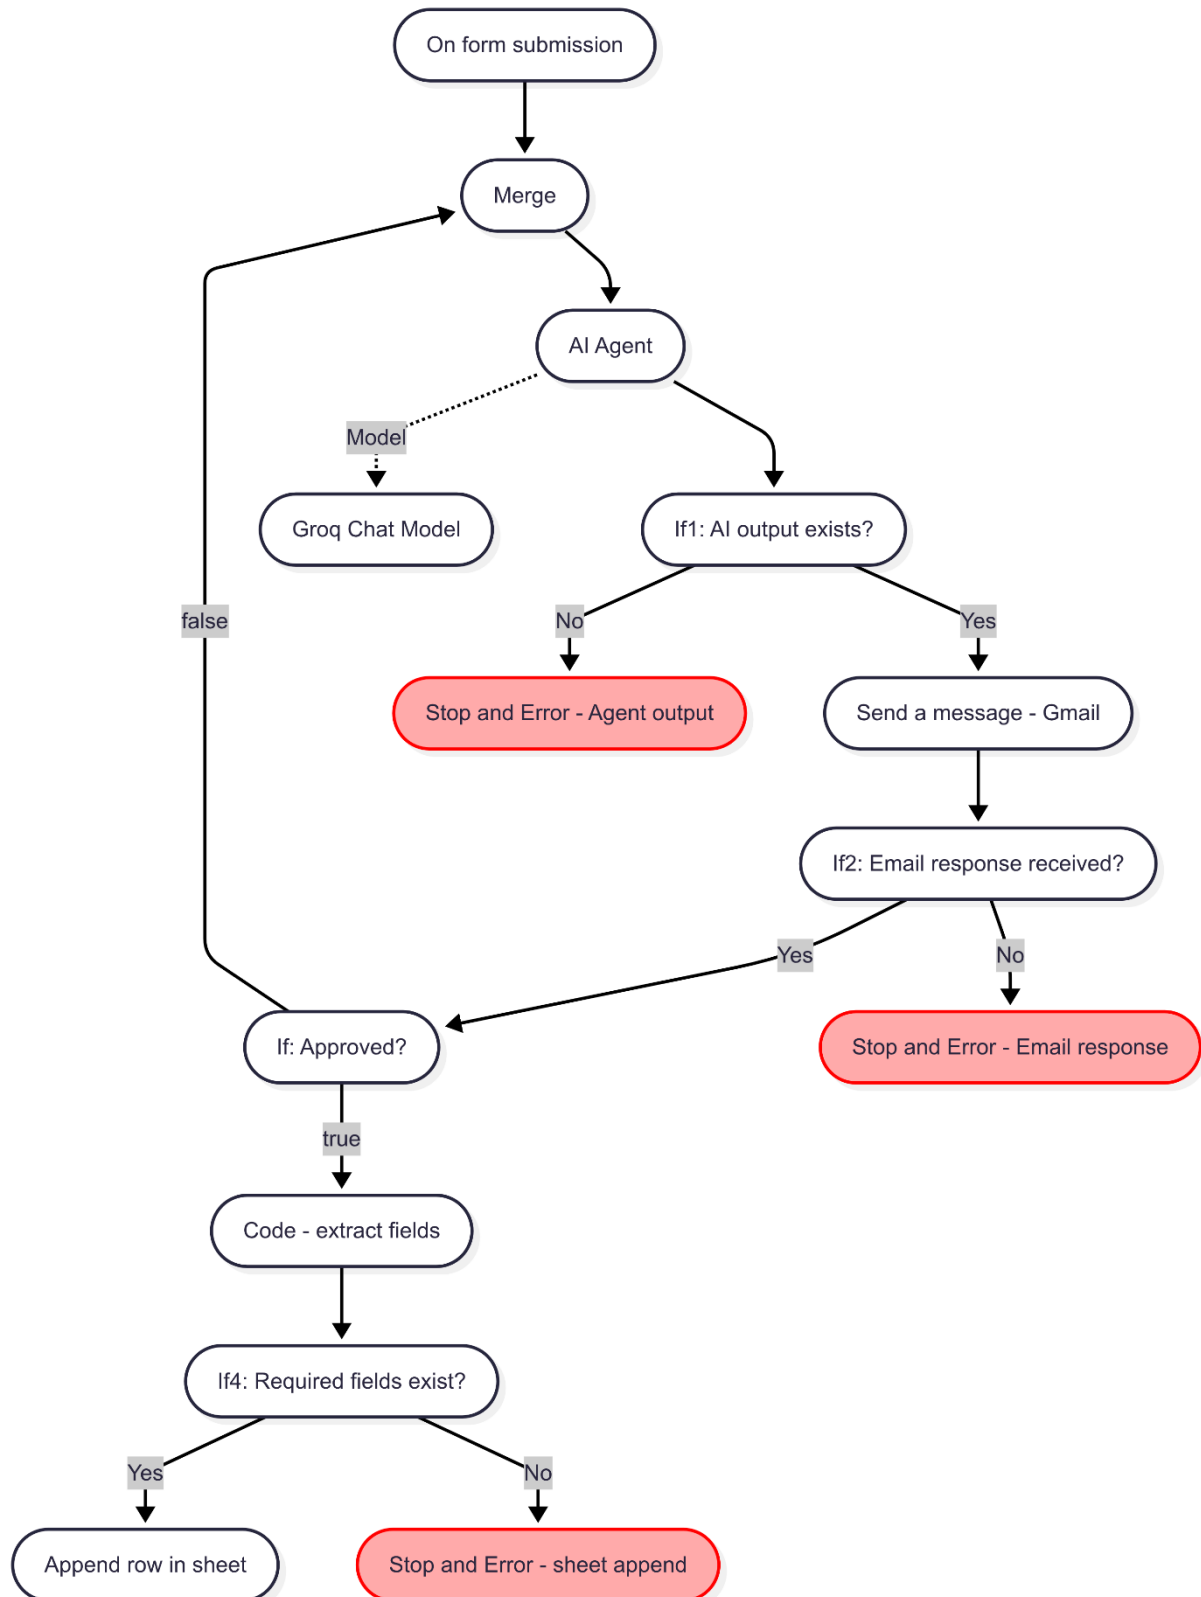 On form submission
Merge
AI Agent
Model
Groq Chat Model
If1: AI output exists?
false
No
Yes
Stop and Error - Agent output
Send a message - Gmail
If2: Email response received?
Yes
No
If: Approved?
Stop and Error - Email response
true
Code - extract fields
If4: Required fields exist?
Yes
No
Append row in sheet
Stop and Error - sheet append